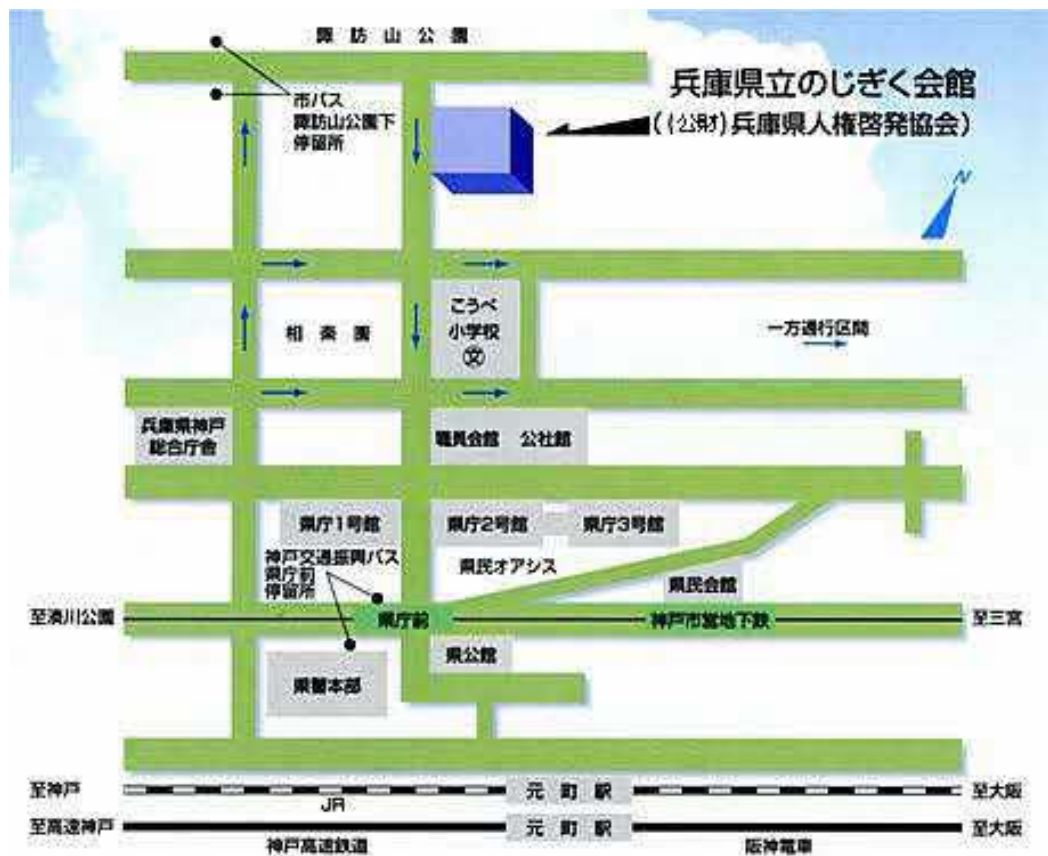 諏訪山公園
兵庫県立のじぎく会館
(公財)兵庫県人権啓発協会)
市バス
諏訪山公園下
停留所
N
こうべ
小学校
文
相楽園
一方通行区間
兵庫県神戸
総合庁舎
職員会館 公社館
県庁1号館
県庁2号館
県庁3号館
神戸交通振興バス
県庁前
停留所
県民オアシス
県民会館
至湊川公園
県庁前
神戸市営地下鉄
至三宮
県公館
県警本部
至神戸
JR
元町駅
至大阪
至高速神戸
神戸高速鉄道
元町駅
阪神電車
至大阪